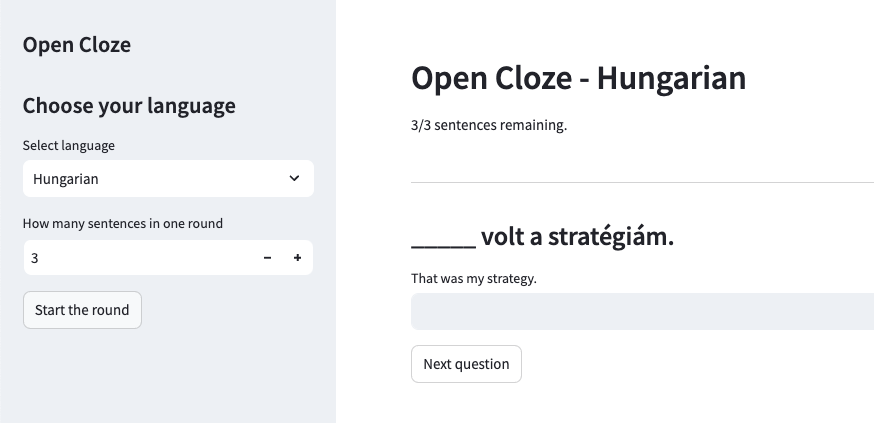 Open Cloze
Choose your language
Select language
Hungarian
How many sentences in one round
3
Start the round
Open Cloze - Hungarian
3/3 sentences remaining.
_____ volt a stratégiám.
That was my strategy.
Next question